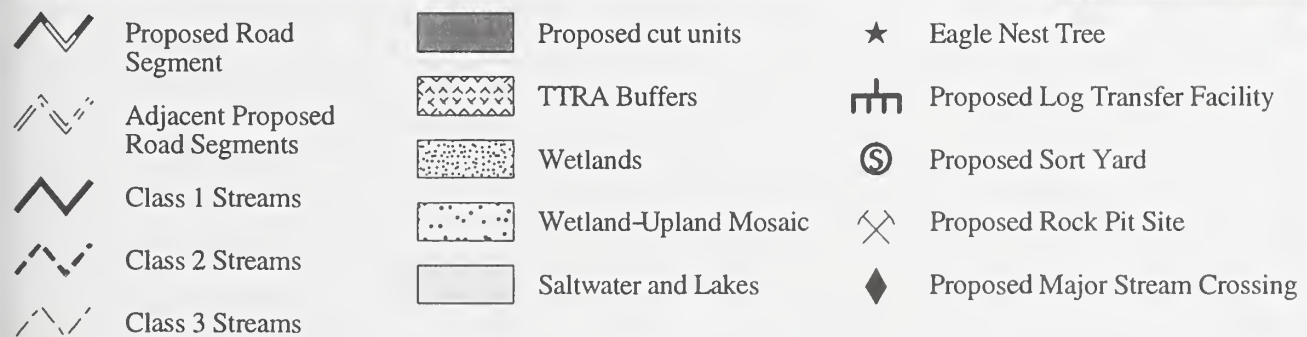 Proposed Road
Segment
Adjacent Proposed
Road Segments
Class 1 Streams
Class 2 Streams
Class 3 Streams
Proposed cut units
TTRA Buffers
Wetlands
Wetland-Upland Mosaic
Saltwater and Lakes
Eagle Nest Tree
Proposed Log Transfer Facility
S Proposed Sort Yard
Proposed Rock Pit Site
Proposed Major Stream Crossing